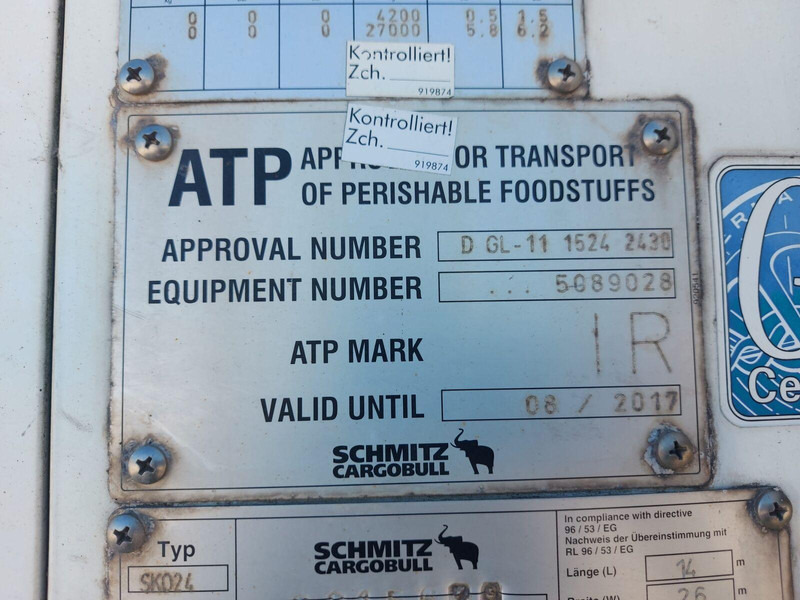 0 0 0 4200 0.5 1.5
0 0 0 27000 5.8 6.2
Kontrolliert!
Zch.
919874
Kontrolliert!
Zch.
919874
ATP
OR TRANSPORT
OF PERISHABLE FOODSTUFFS
APPROVAL NUMBER D GL-11 1524 2430
EQUIPMENT NUMBER ... 5089028
ATP MARK IR
VALID UNTIL 08 / 2017
SCHMITZ
CARGOBULL
Typ
SKO24
SCHMITZ
CARGOBULL
In compliance with directive
96 / 53 / EG
Nachweis der Übereinstimmung mit
RL 96 / 53 / EG
Länge (L) 14 m
Breite (W) 2.6 m